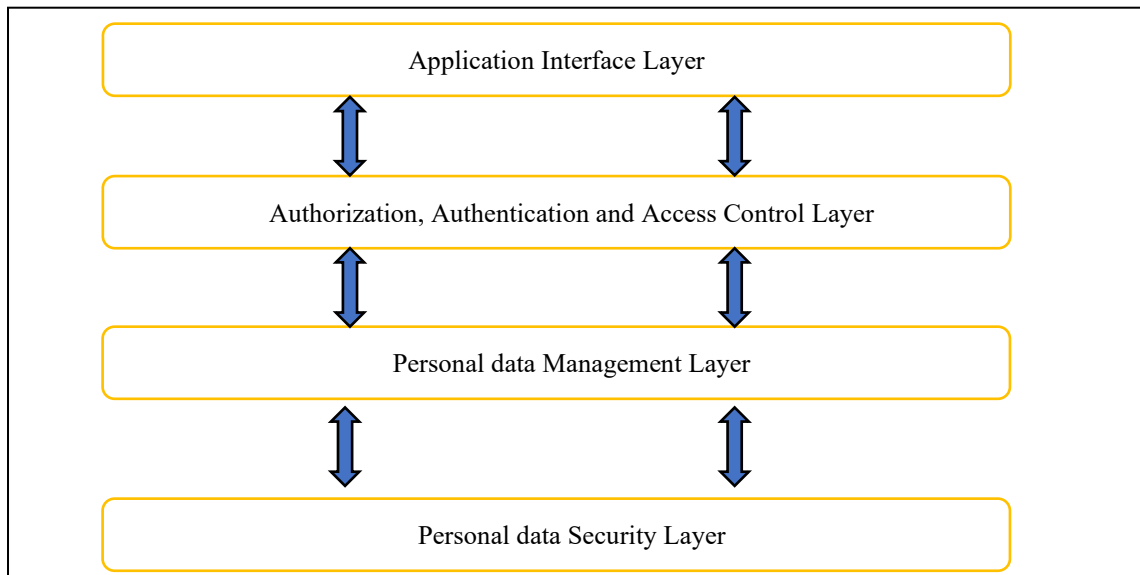 Application Interface Layer
Authorization, Authentication and Access Control Layer
Personal data Management Layer
Personal data Security Layer